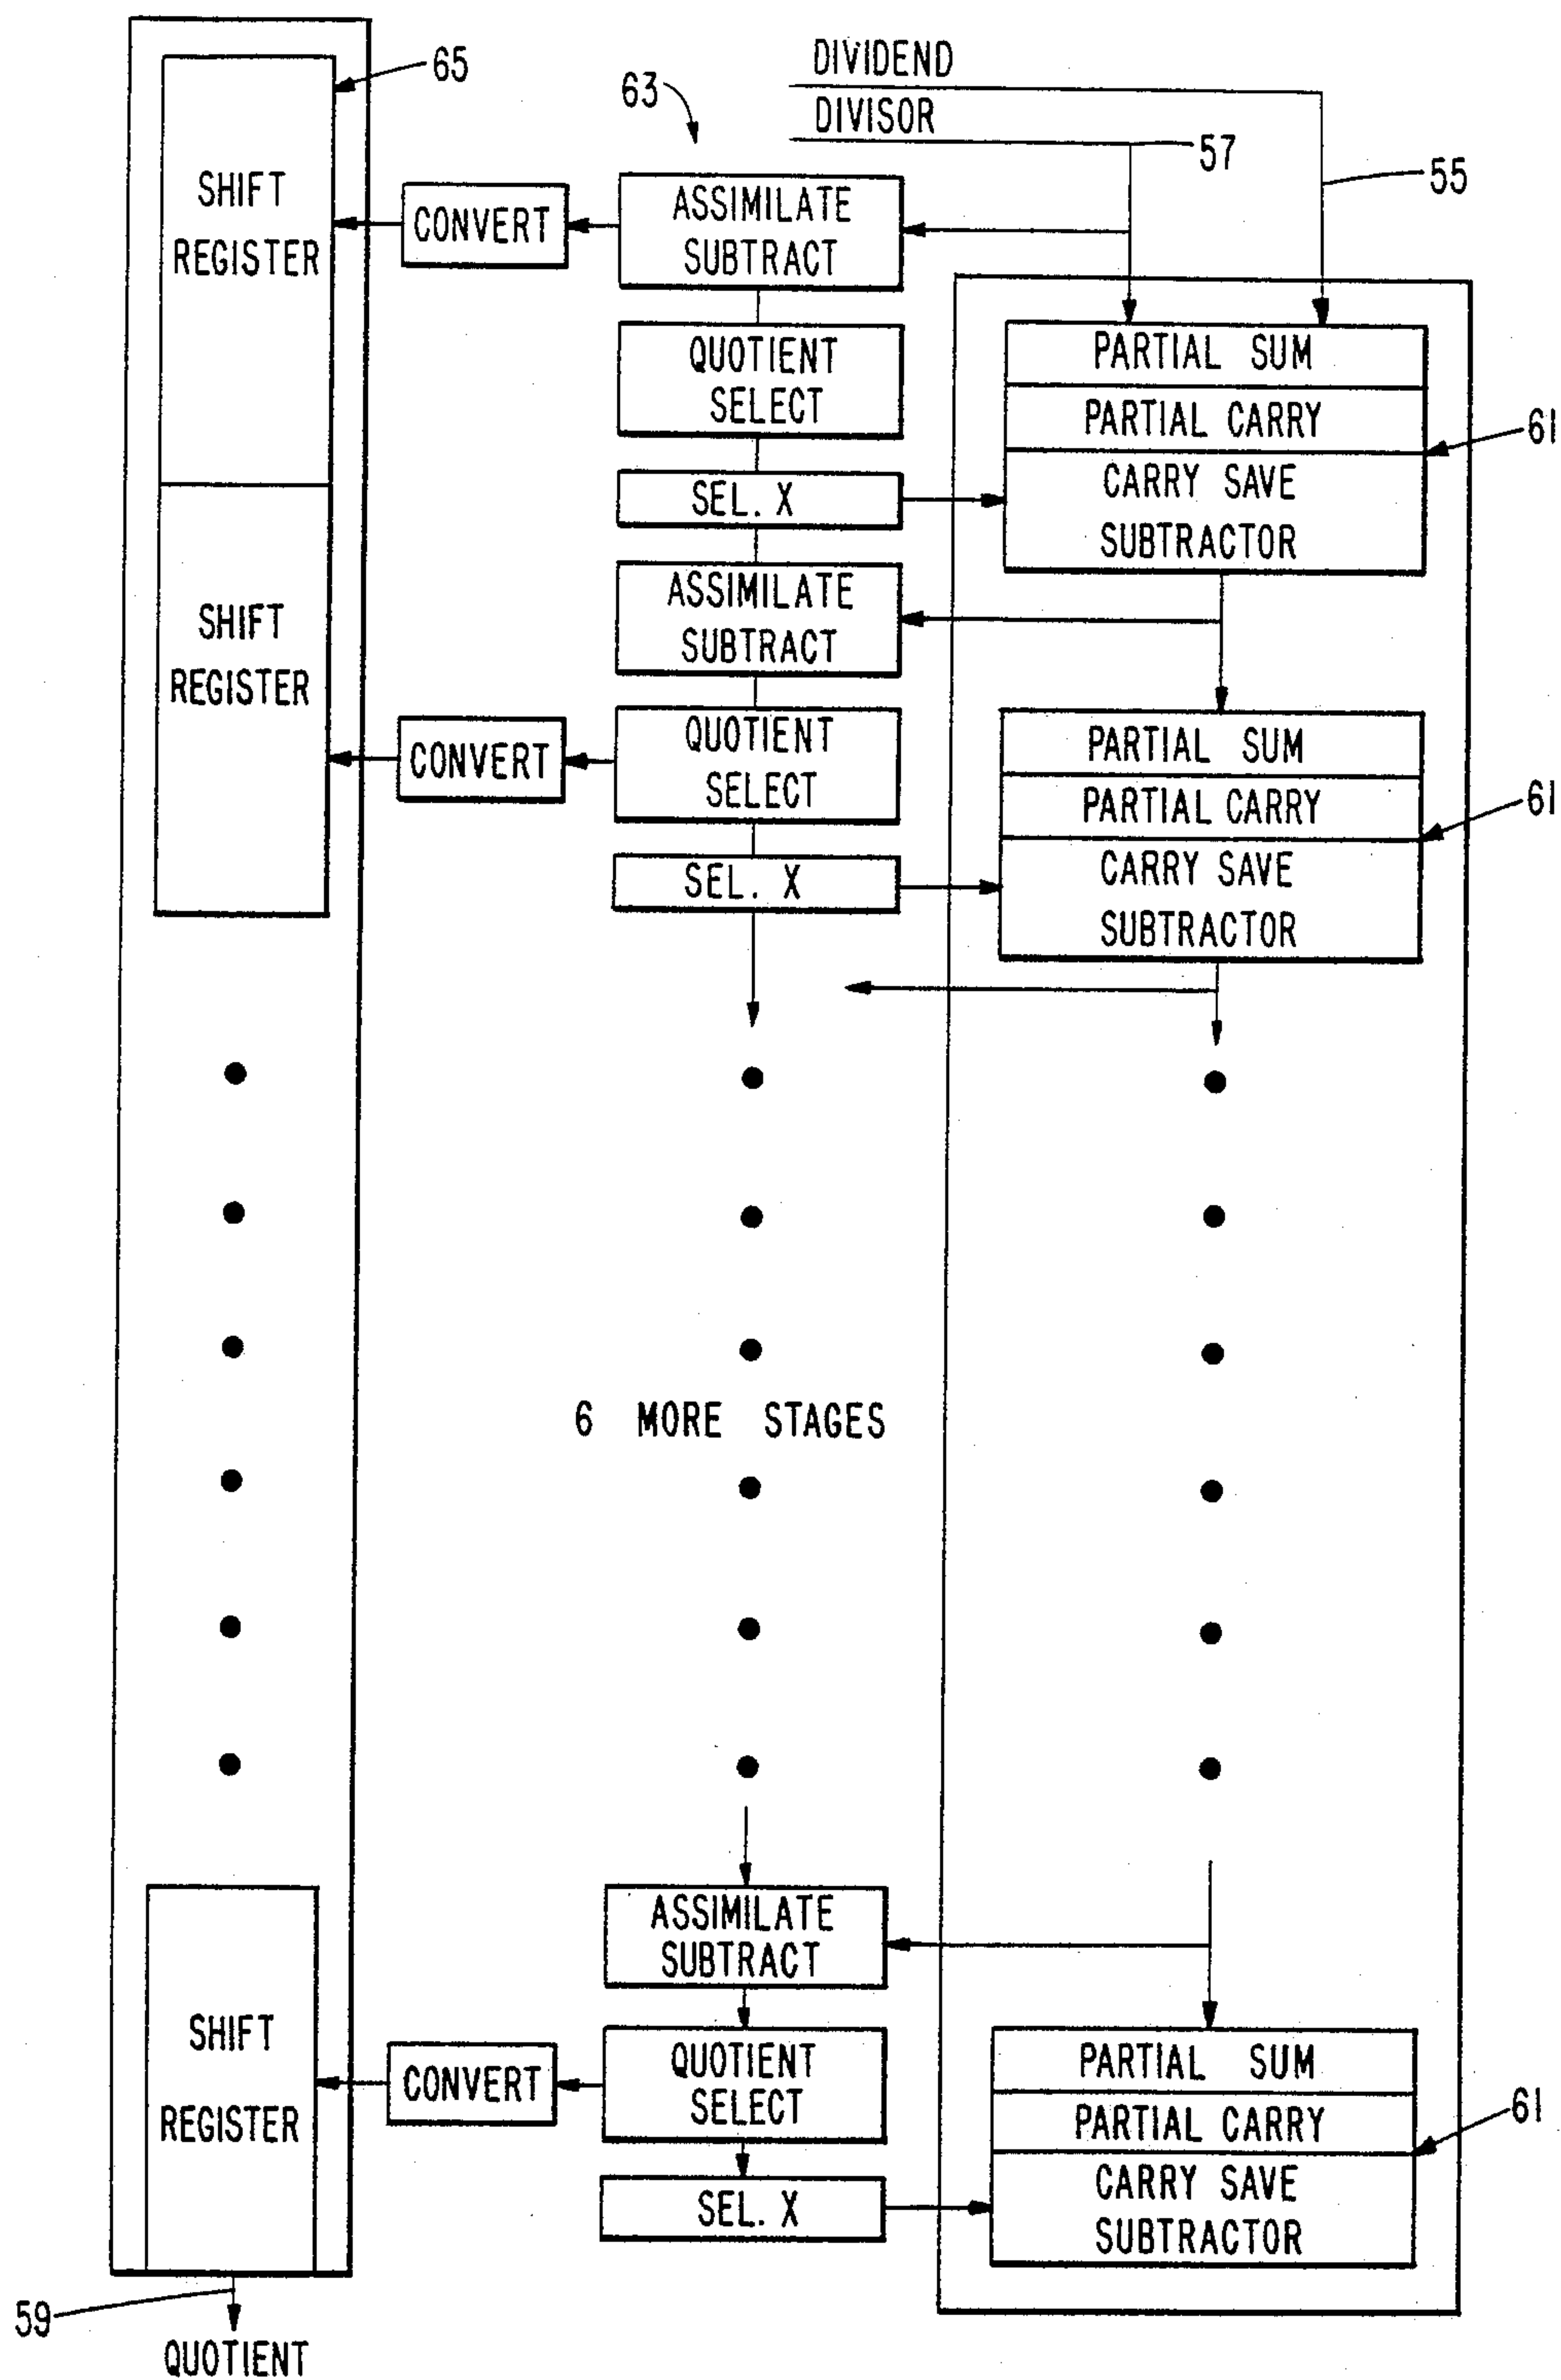 DIVIDEND
DIVISOR
65
63
57
55
SHIFT
REGISTER
CONVERT
ASSIMILATE
SUBTRACT
QUOTIENT
SELECT
SEL. X
PARTIAL SUM
PARTIAL CARRY
CARRY SAVE
SUBTRACTOR
61
SHIFT
REGISTER
ASSIMILATE
SUBTRACT
CONVERT
QUOTIENT
SELECT
SEL. X
PARTIAL SUM
PARTIAL CARRY
CARRY SAVE
SUBTRACTOR
61
6 MORE STAGES
ASSIMILATE
SUBTRACT
SHIFT
REGISTER
CONVERT
QUOTIENT
SELECT
SEL. X
PARTIAL SUM
PARTIAL CARRY
CARRY SAVE
SUBTRACTOR
61
59
QUOTIENT